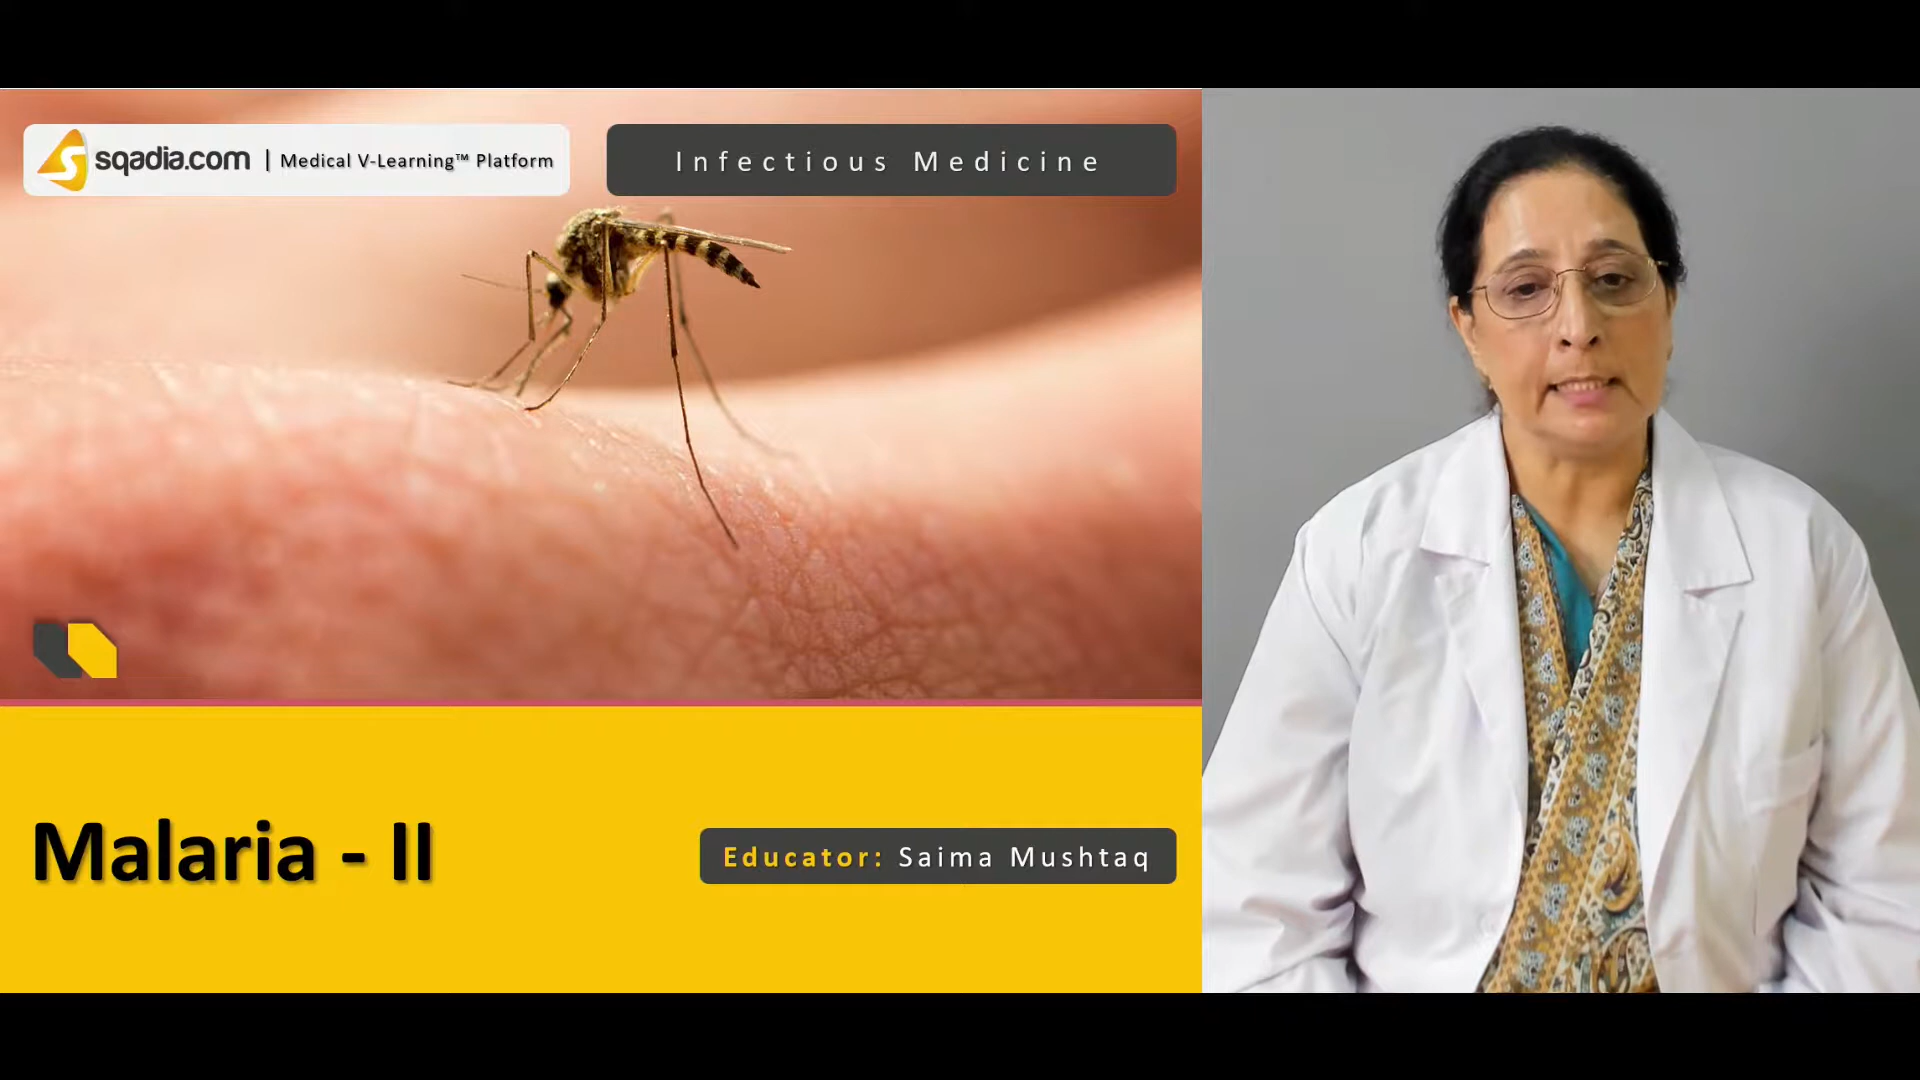 sqadia.com | Medical V-Learning™ Platform
Infectious Medicine
Malaria - II
Educator: Saima Mushtaq